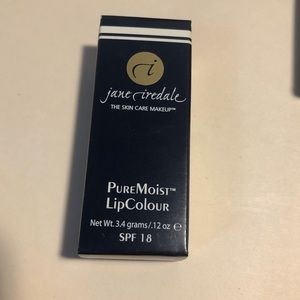 jane iredale
THE SKIN CARE MAKEUP™
PUREMOIST™
LIPCOLOUR
Net Wt. 3.4 grams/.12 oz ℮
SPF 18